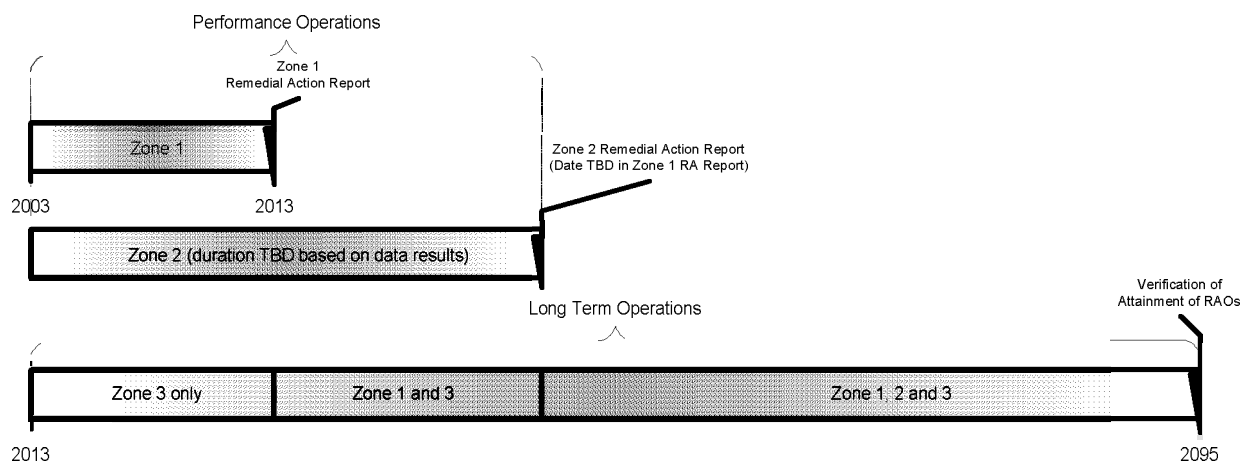 Performance Operations
Zone 1
Remedial Action Report
Zone 1
2003
2013
Zone 2 Remedial Action Report
(Date TBD in Zone 1 RA Report)
Zone 2 (duration TBD based on data results)
Long Term Operations
Verification of
Attainment of RAOs
Zone 3 only
Zone 1 and 3
Zone 1, 2 and 3
2013
2095